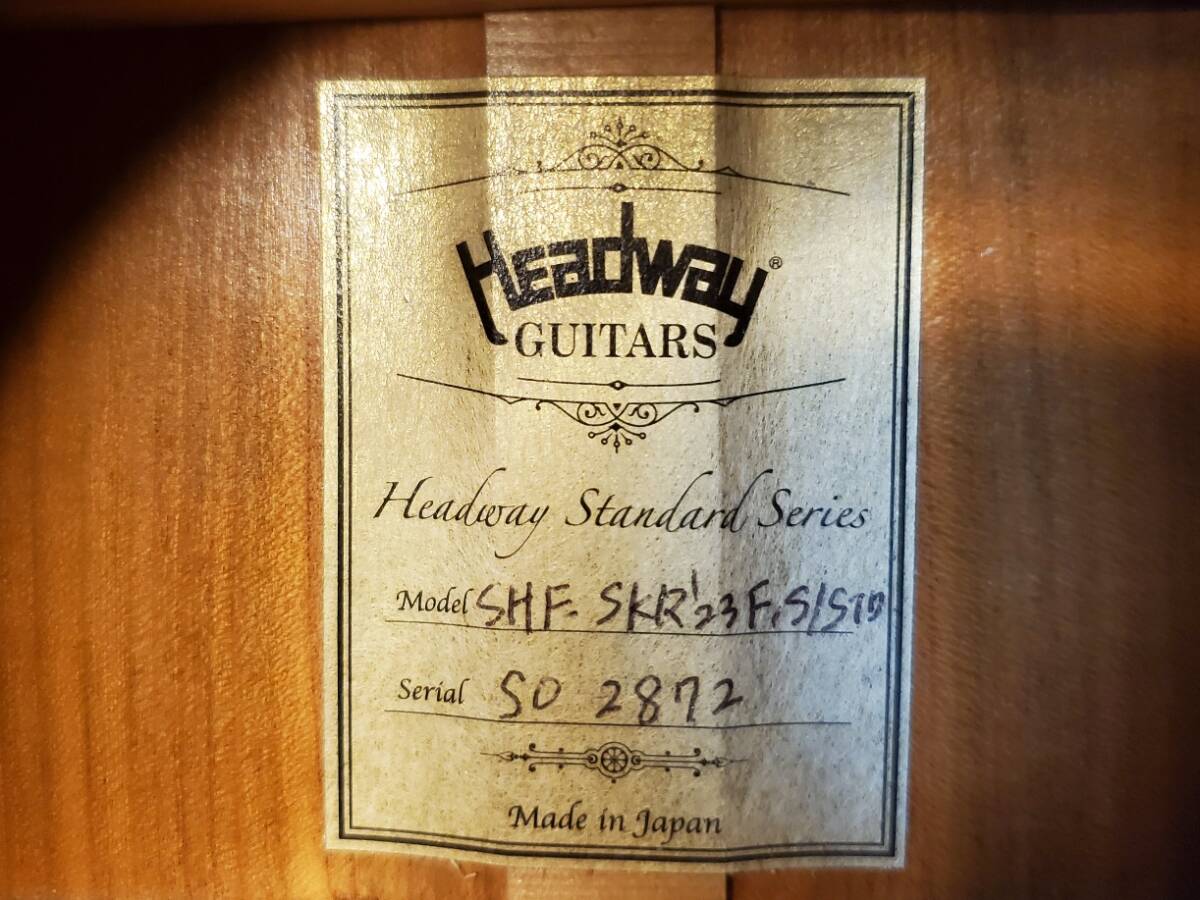 Headway®
GUITARS
Headway Standard Series
Model SHF-SKR'23F,S/STD
Serial SO 2872
Made in Japan